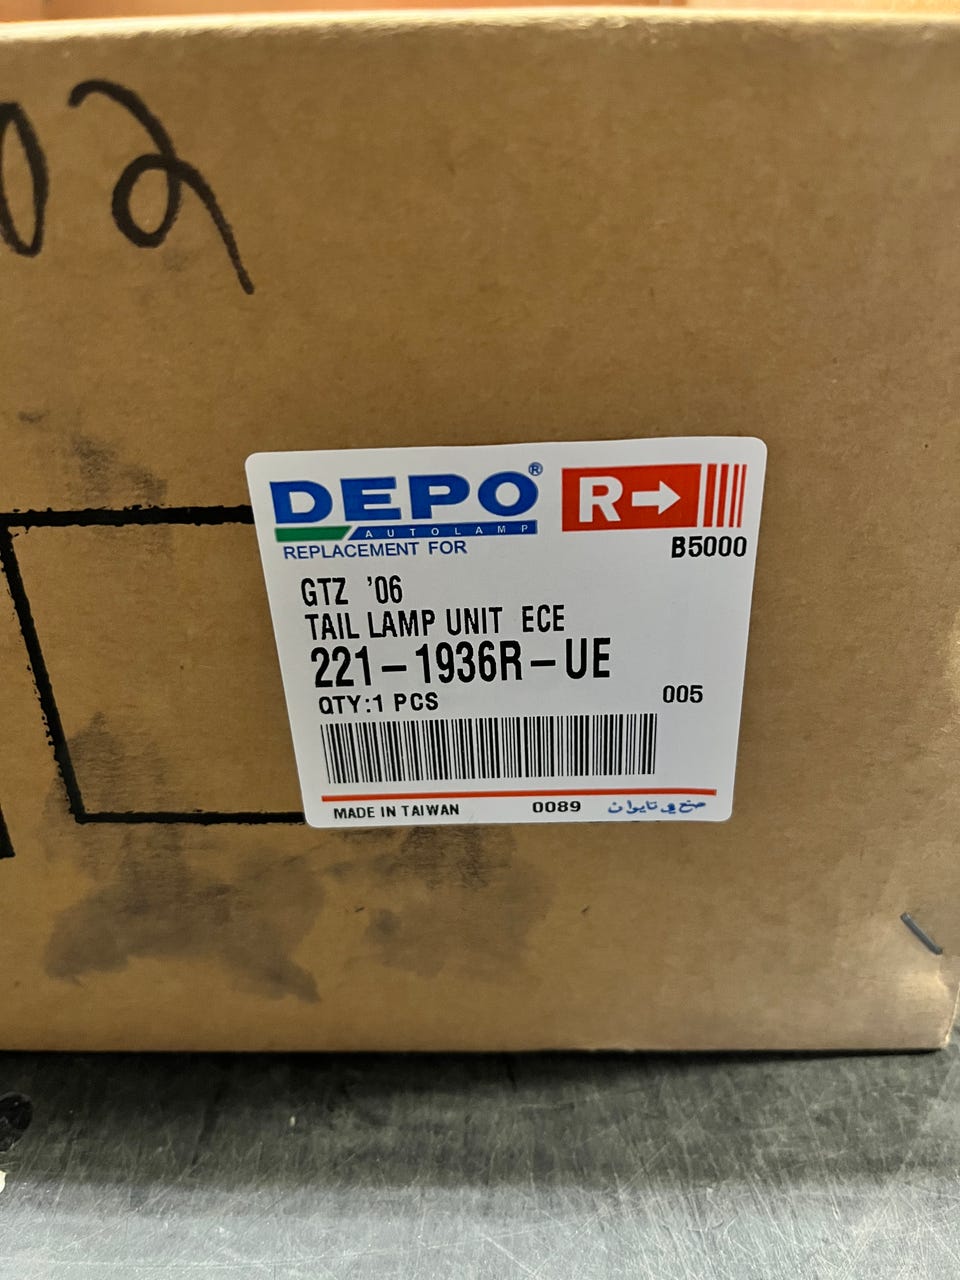 02
DEPO®
AUTOLAMP
REPLACEMENT FOR
R→
B5000
GTZ '06
TAIL LAMP UNIT ECE
221-1936R-UE
QTY:1 PCS
005
MADE IN TAIWAN 0089 صنع في تايوان